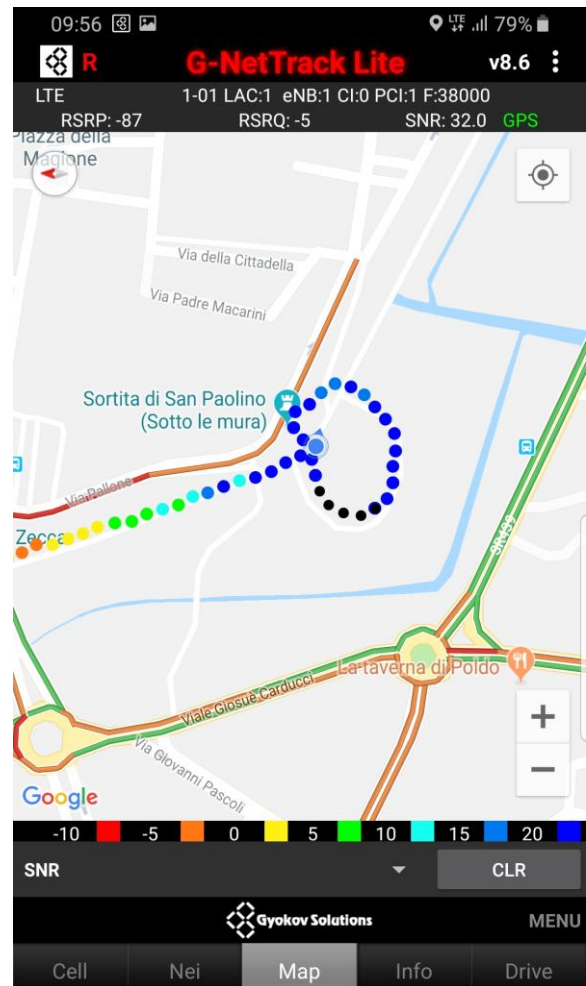 09:56 LTE 79%
R G-NetTrack Lite v8.6
LTE 1-01 LAC:1 eNB:1 CI:0 PCI:1 F:38000
RSRP: -87 RSRQ: -5 SNR: 32.0 GPS
Piazza della
Magione
Via della Cittadella
Via Padre Macarini
Sortita di San Paolino
(Sotto le mura)
Via Pallone
Zecca
SR439
La taverna di Poldo
Viale Giosuè Carducci
Via Giovanni Pascoli
+
−
Google
-10 -5 0 5 10 15 20
SNR CLR
Gyokov Solutions MENU
Cell Nei Map Info Drive